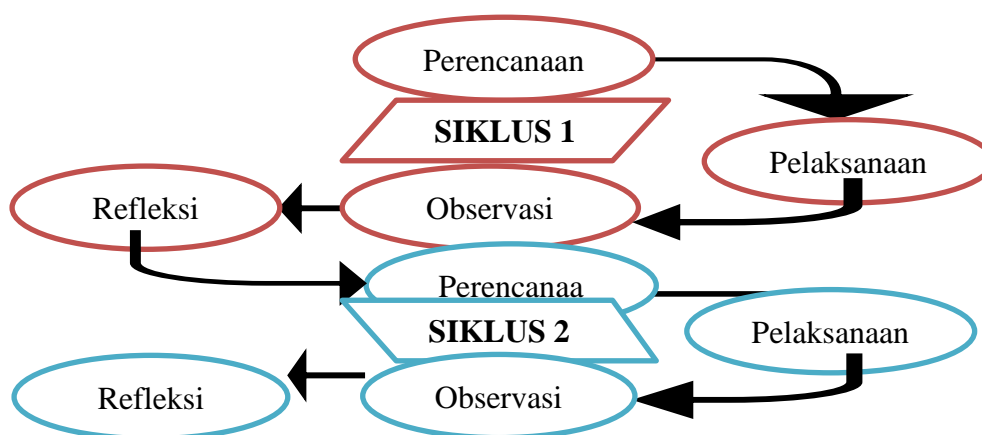 Perencanaan
SIKLUS 1
Pelaksanaan
Refleksi
Observasi
Perencanaa
SIKLUS 2
Pelaksanaan
Refleksi
Observasi